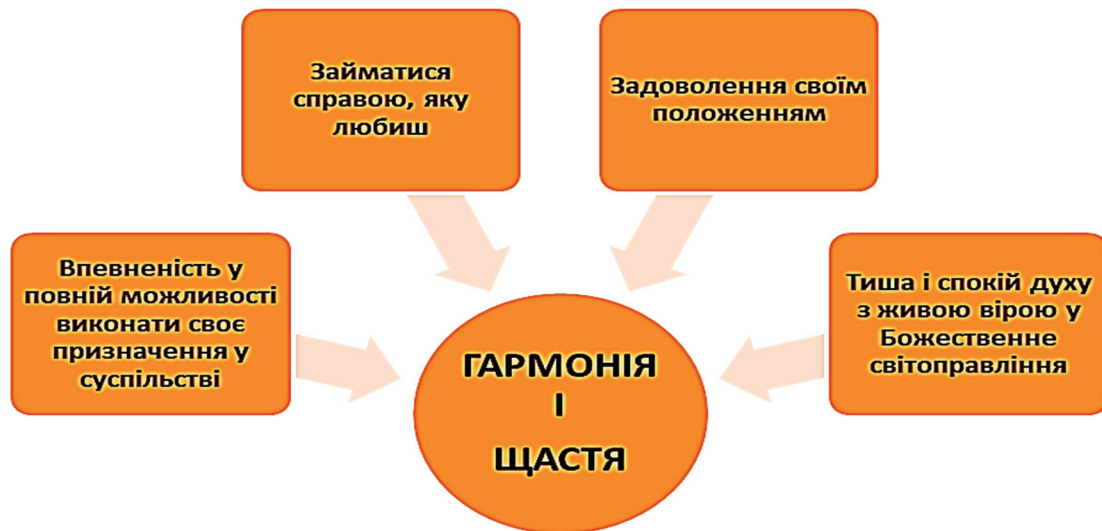 Займатися
справою, яку
любиш
Задоволення своїм
положенням
Впевненість у
повній можливості
виконати своє
призначення у
суспільстві
Тиша і спокій духу
з живою вірою у
Божественне
світоправління
ГАРМОНІЯ
І
ЩАСТЯ